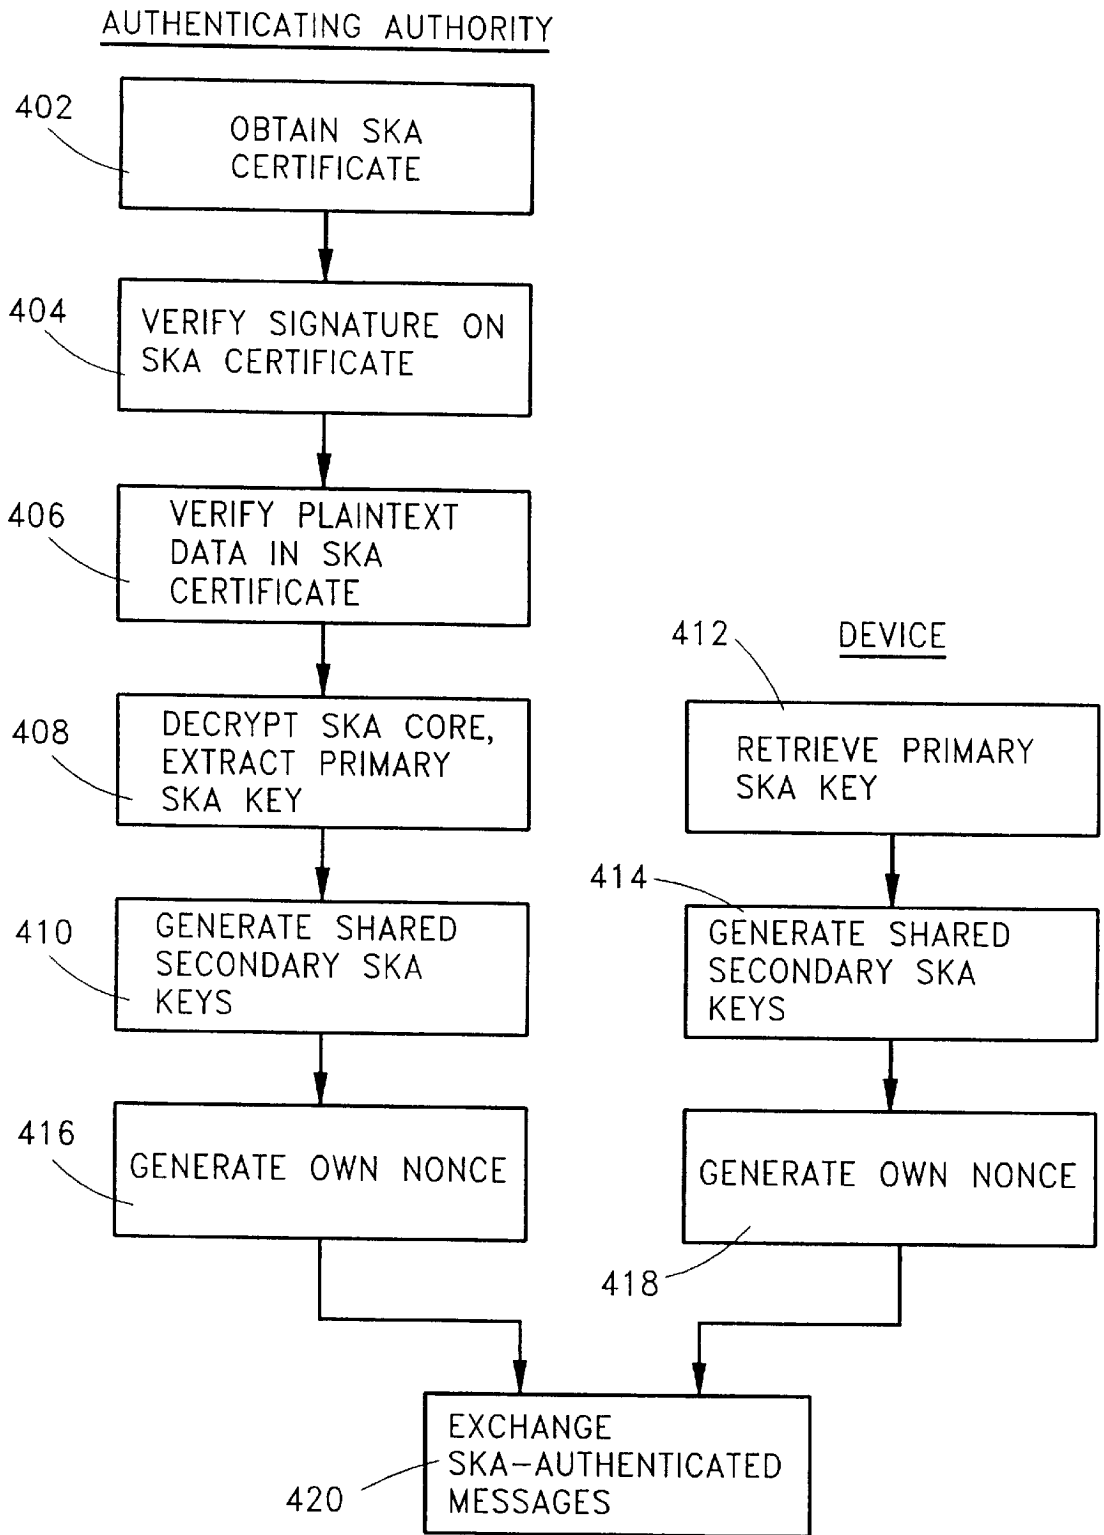 AUTHENTICATING AUTHORITY
402
OBTAIN SKA
CERTIFICATE
404
VERIFY SIGNATURE ON
SKA CERTIFICATE
406
VERIFY PLAINTEXT
DATA IN SKA
CERTIFICATE
408
DECRYPT SKA CORE,
EXTRACT PRIMARY
SKA KEY
410
GENERATE SHARED
SECONDARY SKA
KEYS
416
GENERATE OWN NONCE
DEVICE
412
RETRIEVE PRIMARY
SKA KEY
414
GENERATE SHARED
SECONDARY SKA
KEYS
GENERATE OWN NONCE
418
EXCHANGE
SKA-AUTHENTICATED
MESSAGES
420